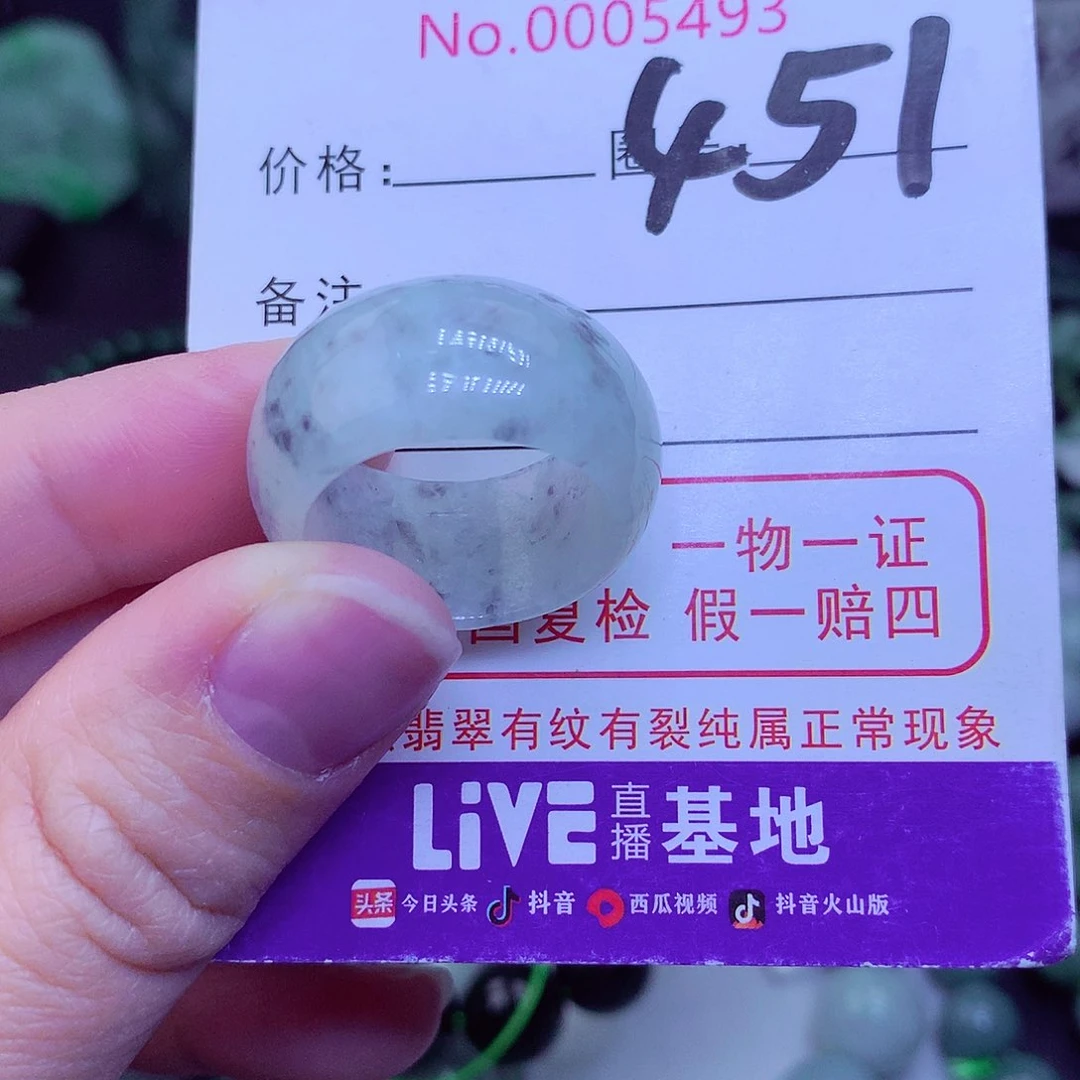 No.0005493
451
价格:
备注
一物一证
复检 假一赔四
翡翠有纹有裂纯属正常现象
LiVE 直播 基地
头条 今日头条 抖音 西瓜视频 抖音火山版